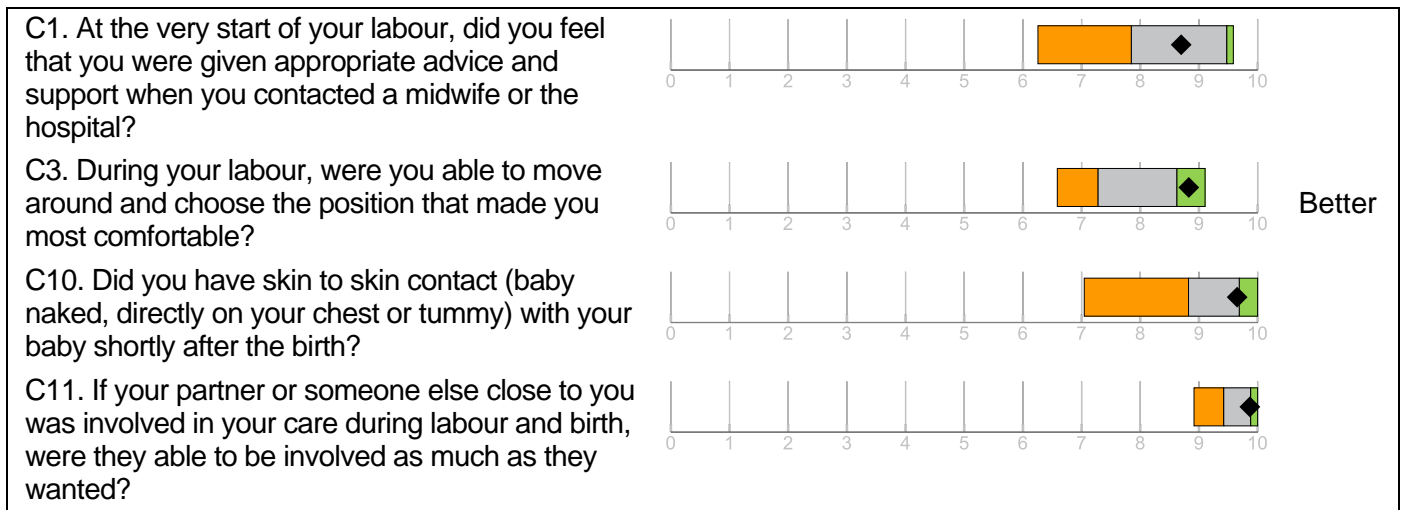 C1. At the very start of your labour, did you feel
that you were given appropriate advice and
support when you contacted a midwife or the
hospital?
0 1 2 3 4 5 6 7 8 9 10
C3. During your labour, were you able to move
around and choose the position that made you
most comfortable?
0 1 2 3 4 5 6 7 8 9 10
Better
C10. Did you have skin to skin contact (baby
naked, directly on your chest or tummy) with your
baby shortly after the birth?
0 1 2 3 4 5 6 7 8 9 10
C11. If your partner or someone else close to you
was involved in your care during labour and birth,
were they able to be involved as much as they
wanted?
0 1 2 3 4 5 6 7 8 9 10